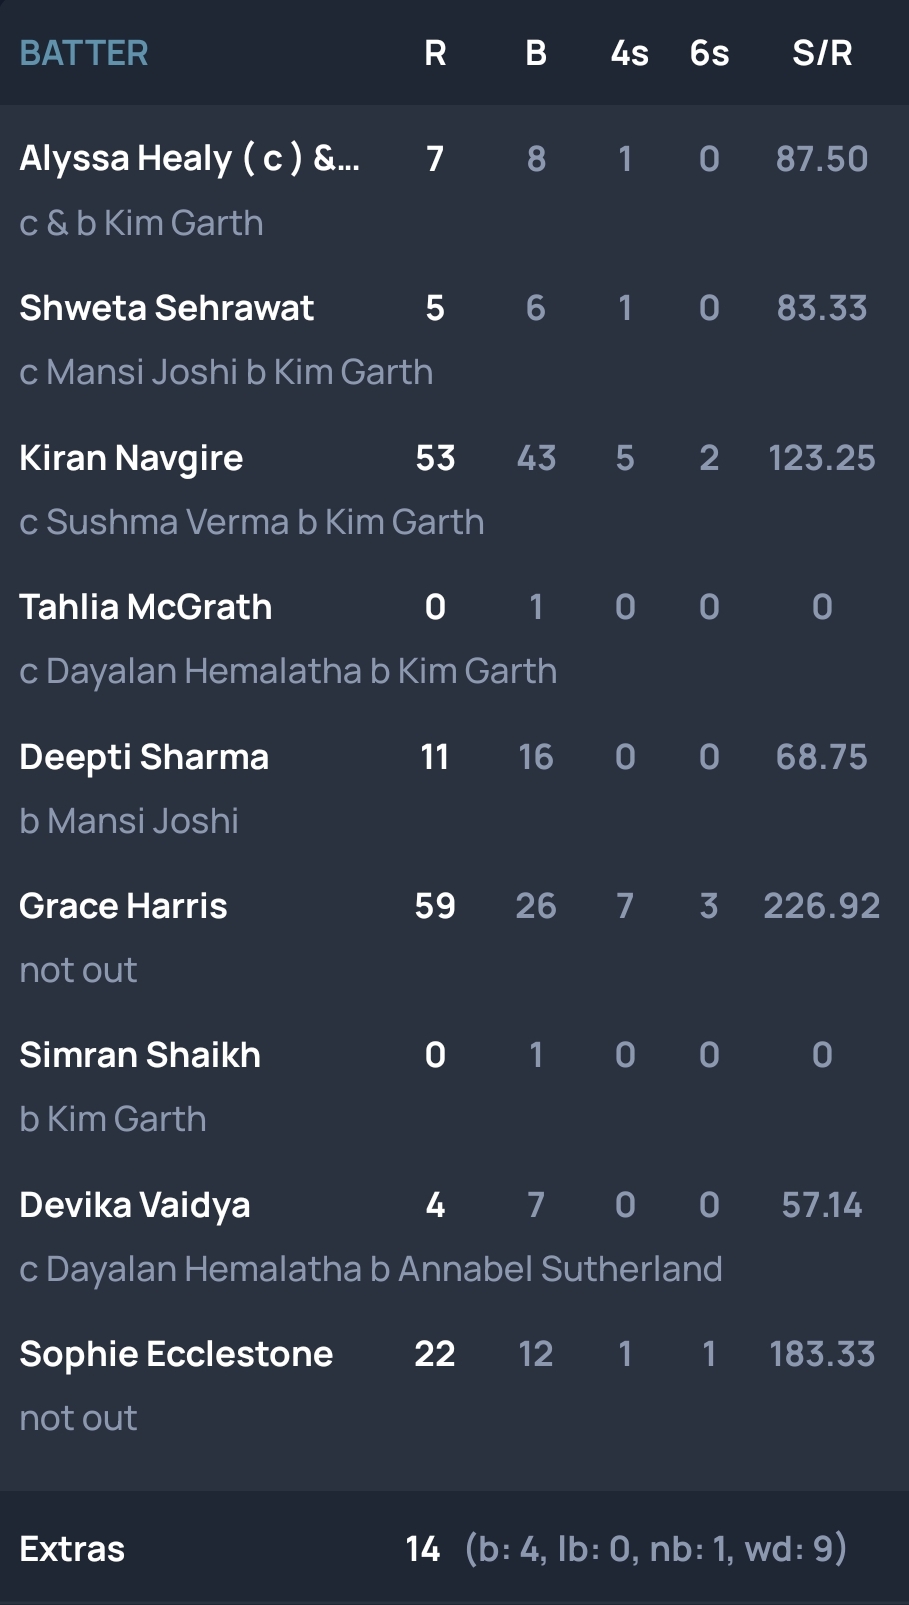 BATTER R B 4s 6s S/R
Alyssa Healy ( c ) &... 7 8 1 0 87.50
c & b Kim Garth
Shweta Sehrawat 5 6 1 0 83.33
c Mansi Joshi b Kim Garth
Kiran Navgire 53 43 5 2 123.25
c Sushma Verma b Kim Garth
Tahlia McGrath 0 1 0 0 0
c Dayalan Hemalatha b Kim Garth
Deepti Sharma 11 16 0 0 68.75
b Mansi Joshi
Grace Harris 59 26 7 3 226.92
not out
Simran Shaikh 0 1 0 0 0
b Kim Garth
Devika Vaidya 4 7 0 0 57.14
c Dayalan Hemalatha b Annabel Sutherland
Sophie Ecclestone 22 12 1 1 183.33
not out
Extras 14 (b: 4, lb: 0, nb: 1, wd: 9)